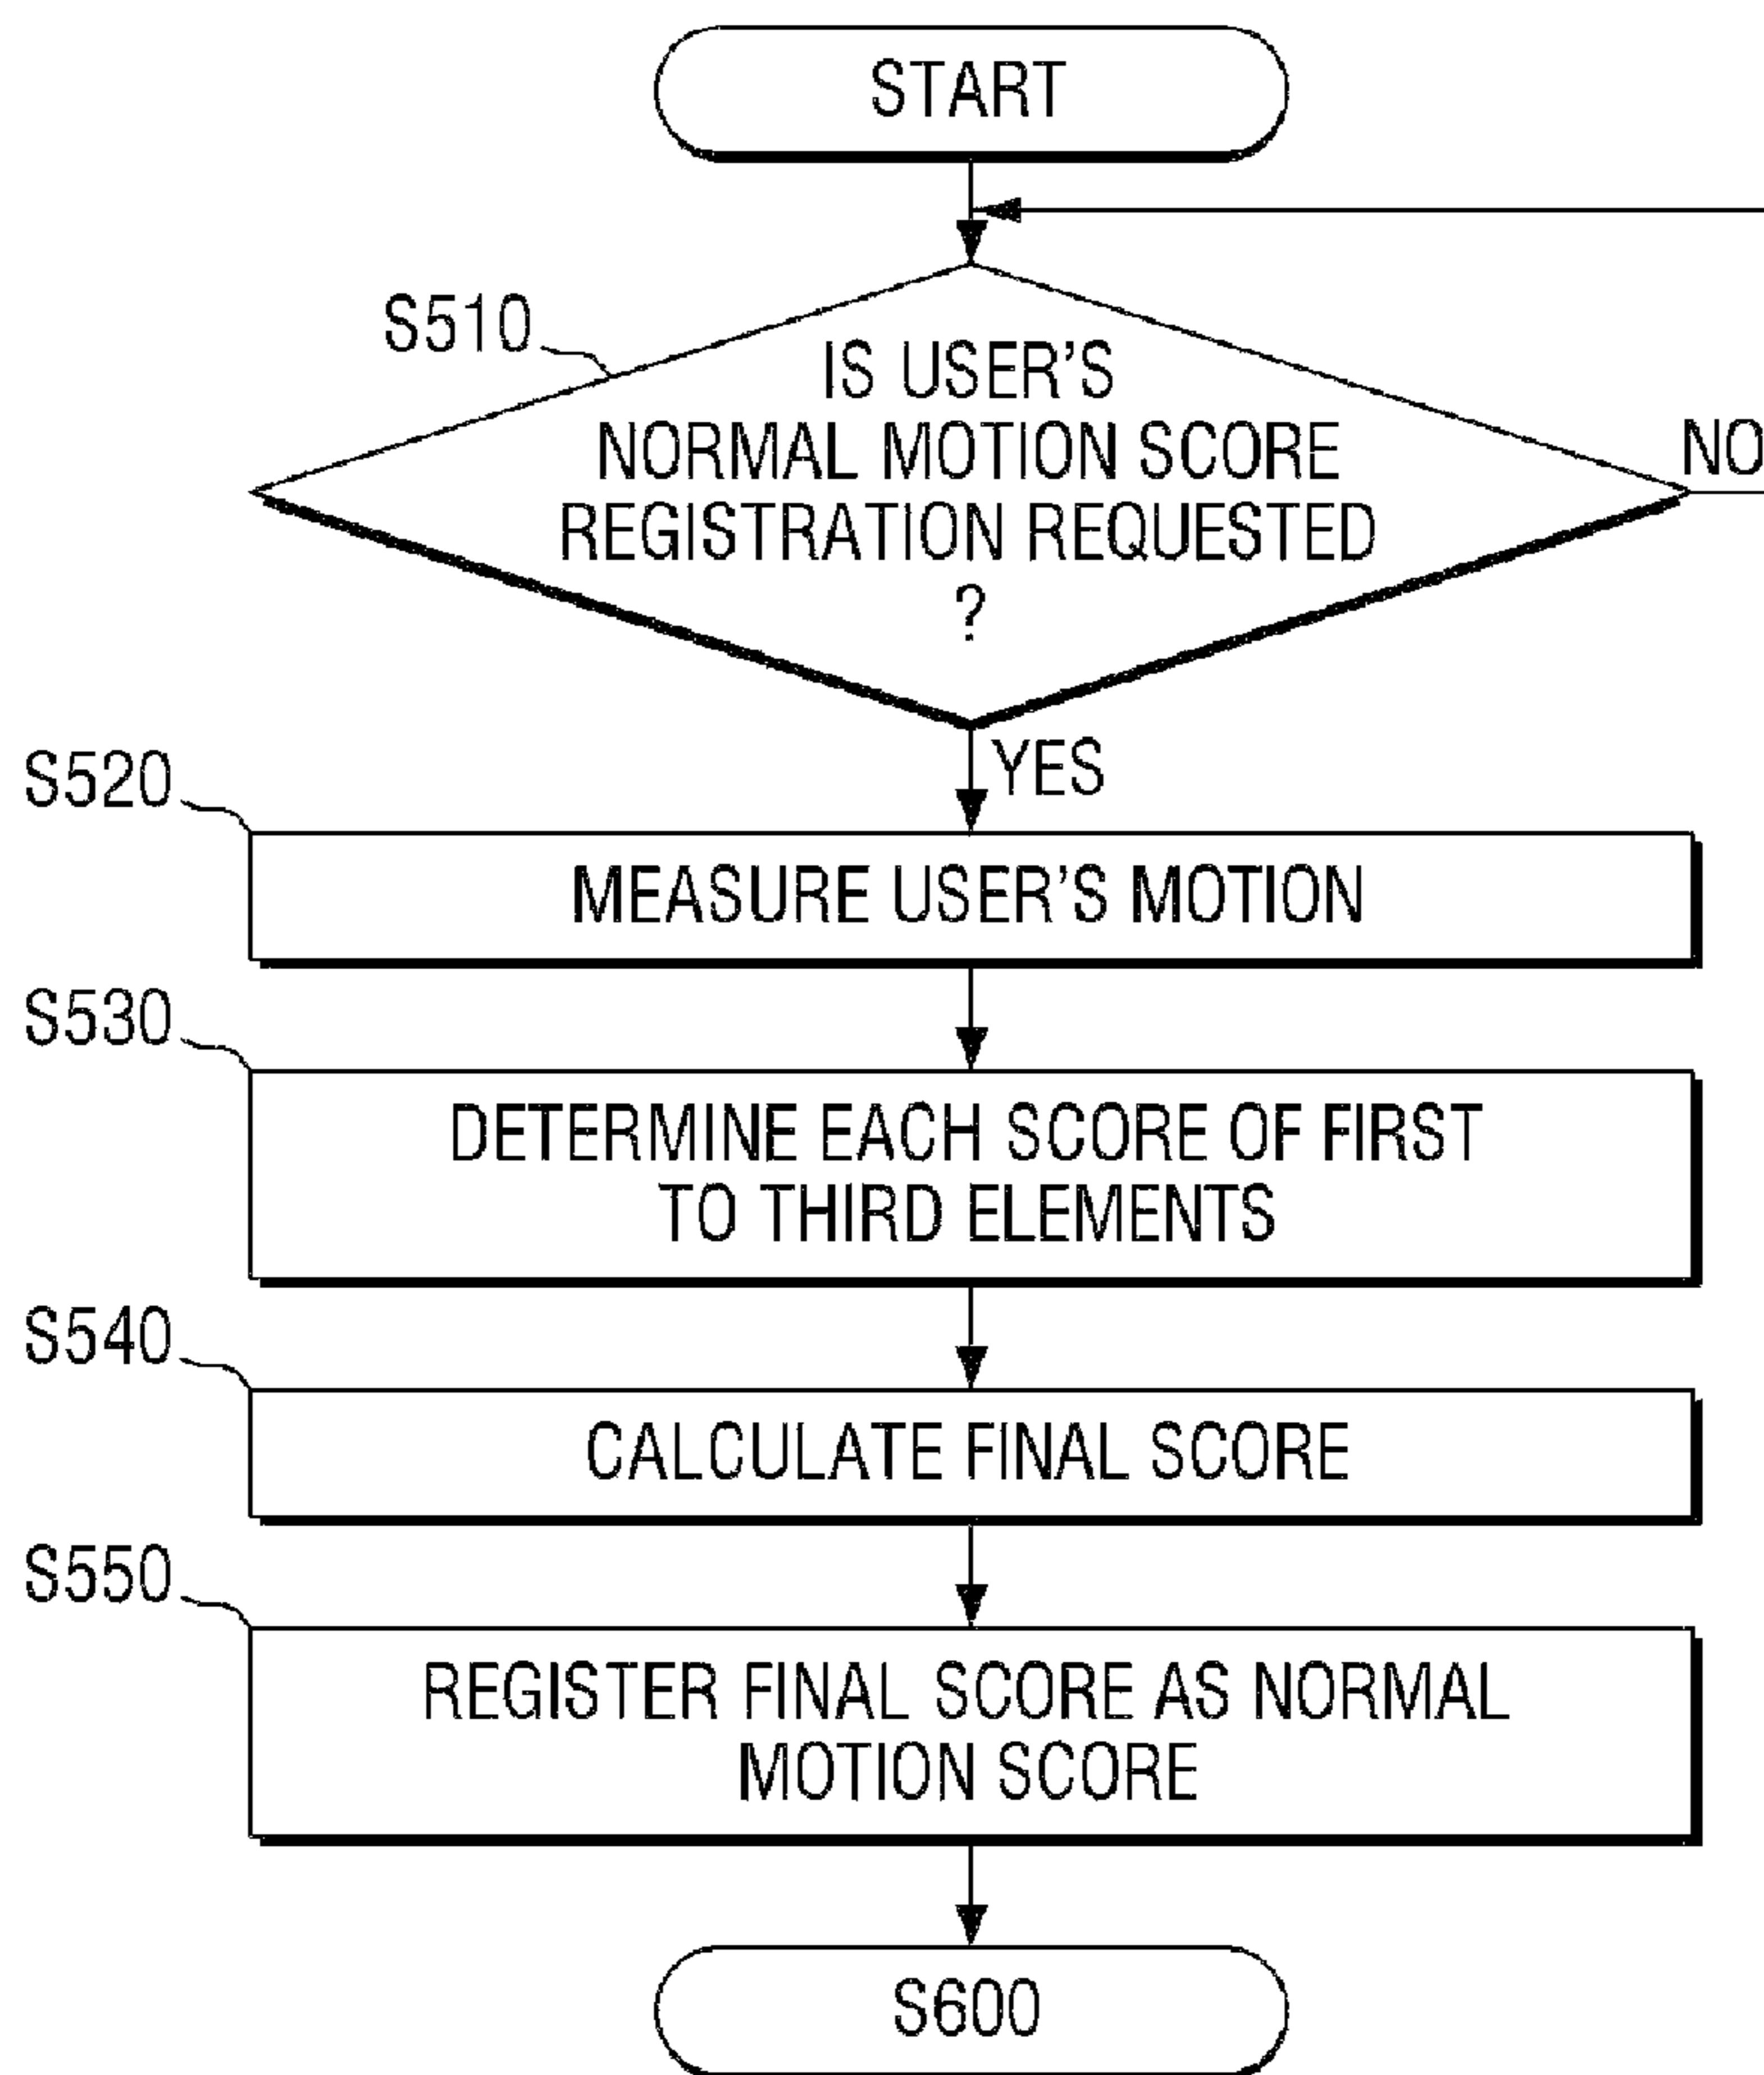 START
S510
IS USER'S
NORMAL MOTION SCORE
REGISTRATION REQUESTED
?
NO
YES
S520
MEASURE USER'S MOTION
S530
DETERMINE EACH SCORE OF FIRST
TO THIRD ELEMENTS
S540
CALCULATE FINAL SCORE
S550
REGISTER FINAL SCORE AS NORMAL
MOTION SCORE
S600